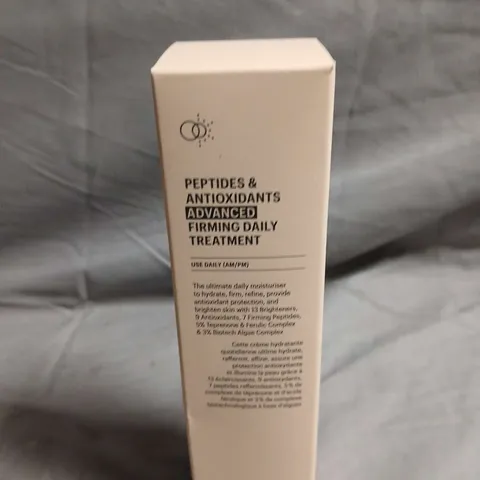 PEPTIDES &
ANTIOXIDANTS
ADVANCED
FIRMING DAILY
TREATMENT
USE DAILY (AM/PM)
The ultimate daily moisturiser
to hydrate, firm, refine, provide
antioxidant protection, and
brighten skin with 13 Brighteners,
9 Antioxidants, 7 Firming Peptides,
5% Teprenone & Ferulic Complex
& 3% Biotech Algae Complex
Cette crème hydratante
quotidienne ultime hydrate,
raffermit, affine, assure une
protection antioxydante
et illumine la peau grâce à
13 éclaircissants, 9 antioxydants,
7 peptides raffermissants, 5% de
complexe de téprénone et d'acide
férulique et 3% de complexe
biotechnologique à base d'algues